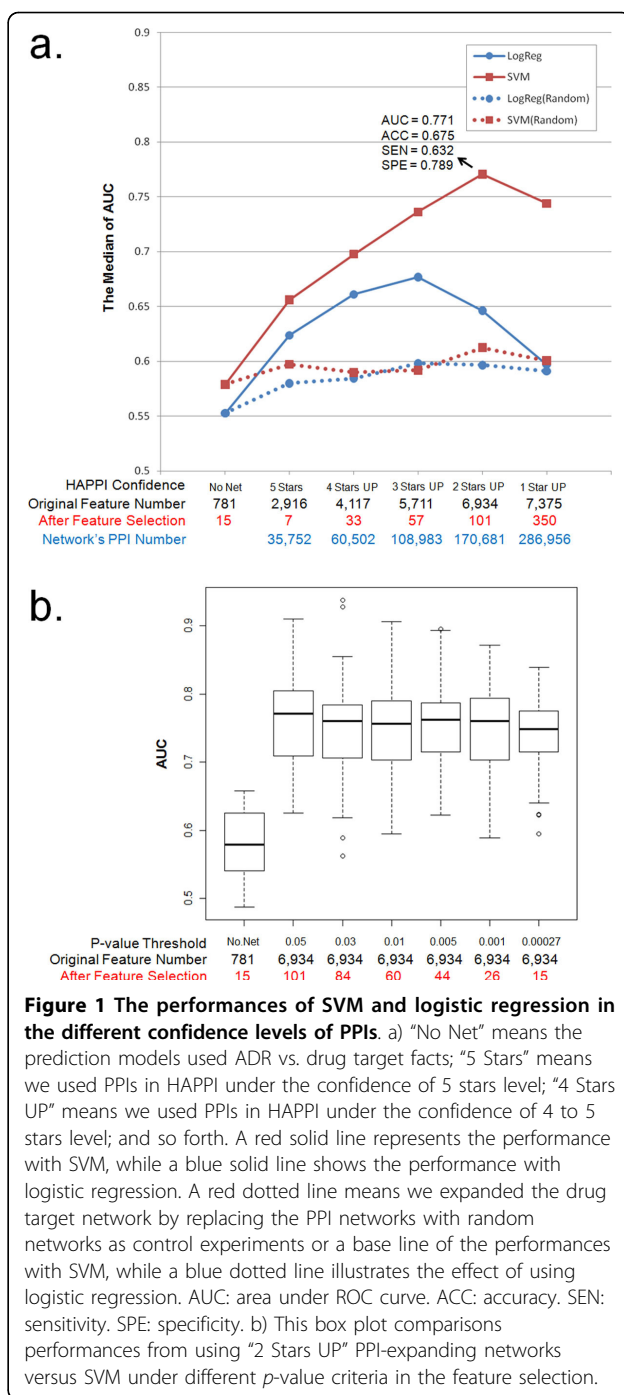 a.
0.9
0.85
0.8
0.75
0.7
0.65
0.6
0.55
0.5
The Median of AUC
LogReg
SVM
LogReg(Random)
SVM(Random)
AUC = 0.771
ACC = 0.675
SEN = 0.632
SPE = 0.789
HAPPI Confidence No Net 5 Stars 4 Stars UP 3 Stars UP 2 Stars UP 1 Star UP
Original Feature Number 781 2,916 4,117 5,711 6,934 7,375
After Feature Selection 15 7 33 57 101 350
Network's PPI Number 35,752 60,502 108,983 170,681 286,956
b.
0.9
0.8
0.7
0.6
0.5
AUC
P-value Threshold No.Net 0.05 0.03 0.01 0.005 0.001 0.00027
Original Feature Number 781 6,934 6,934 6,934 6,934 6,934 6,934
After Feature Selection 15 101 84 60 44 26 15
Figure 1 The performances of SVM and logistic regression in
the different confidence levels of PPIs. a) "No Net" means the
prediction models used ADR vs. drug target facts; "5 Stars" means
we used PPIs in HAPPI under the confidence of 5 stars level; "4 Stars
UP" means we used PPIs in HAPPI under the confidence of 4 to 5
stars level; and so forth. A red solid line represents the performance
with SVM, while a blue solid line shows the performance with
logistic regression. A red dotted line means we expanded the drug
target network by replacing the PPI networks with random
networks as control experiments or a base line of the performances
with SVM, while a blue dotted line illustrates the effect of using
logistic regression. AUC: area under ROC curve. ACC: accuracy. SEN:
sensitivity. SPE: specificity. b) This box plot comparisons
performances from using "2 Stars UP" PPI-expanding networks
versus SVM under different p-value criteria in the feature selection.